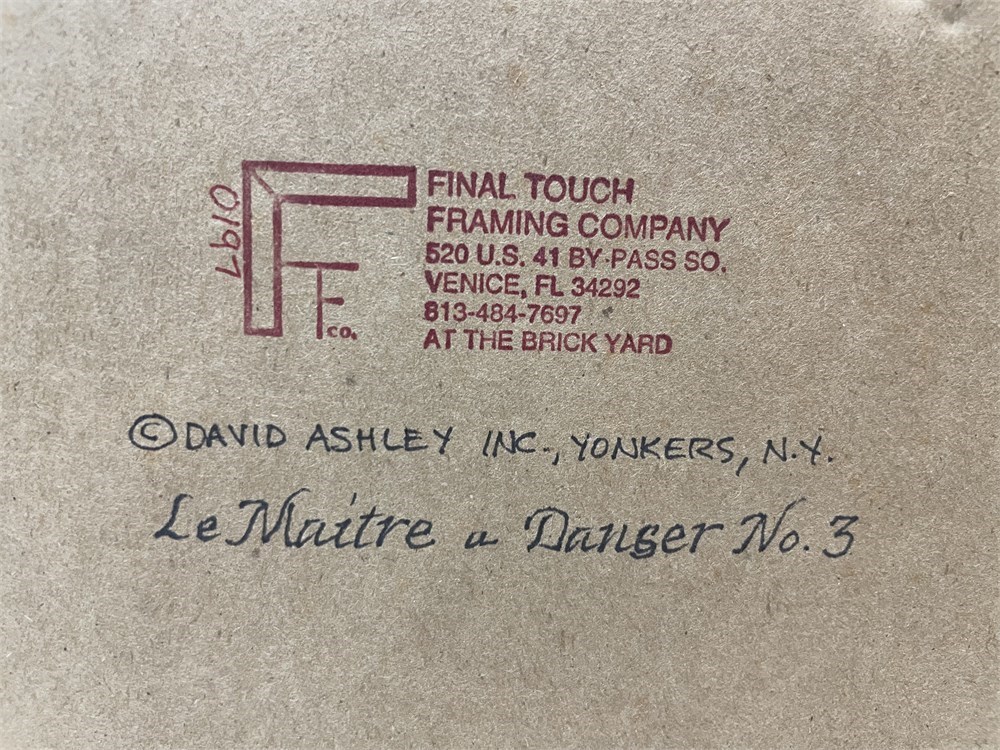 0197
co.
FINAL TOUCH
FRAMING COMPANY
520 U.S. 41 BY-PASS SO.
VENICE, FL 34292
813-484-7697
AT THE BRICK YARD
© DAVID ASHLEY INC., YONKERS, N.Y.
Le Maitre a Danser No. 3